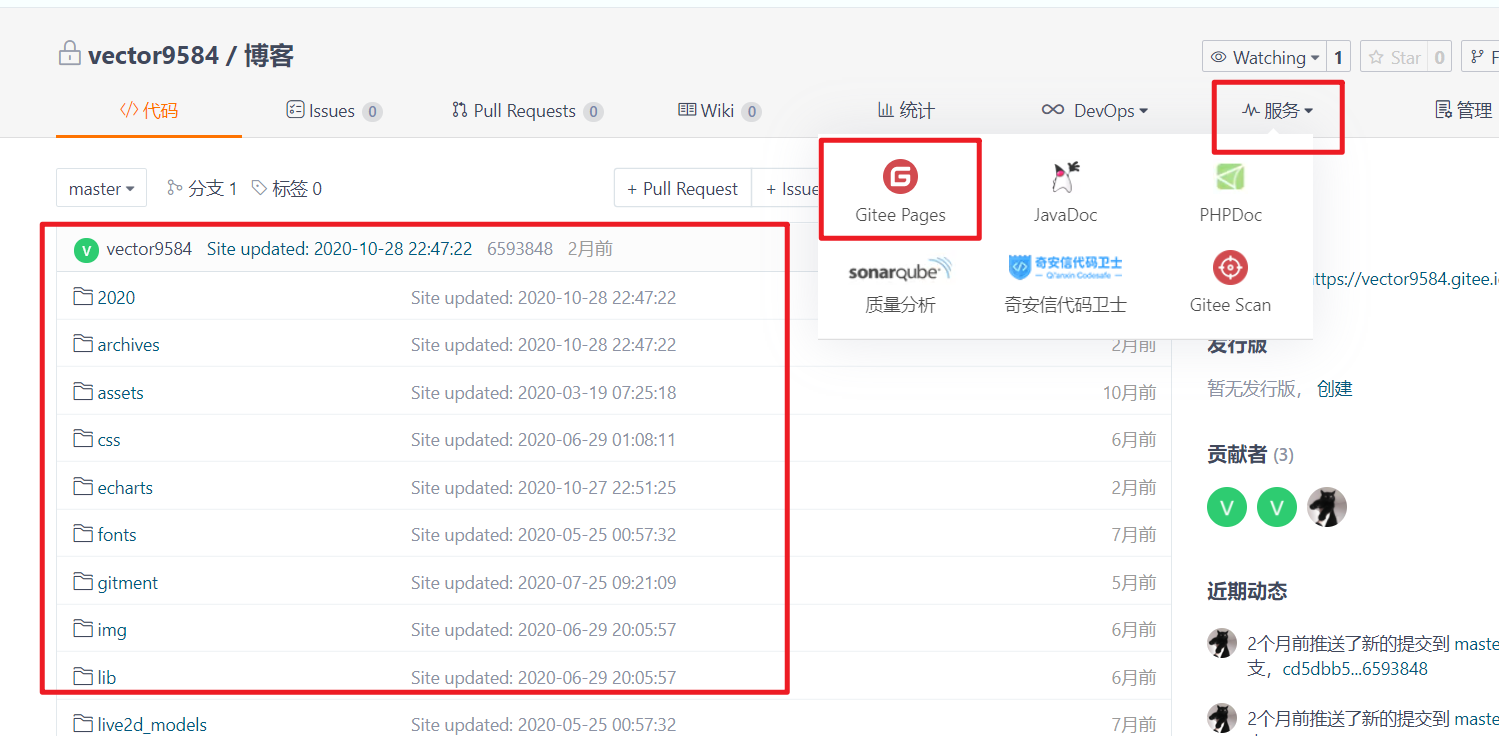 vector9584 / 博客
Watching 1 Star 0 F
代码 Issues 0 Pull Requests 0 Wiki 0 统计 DevOps 服务 管理
master 分支 1 标签 0 + Pull Request + Issue
Gitee Pages JavaDoc PHPDoc
sonarqube 奇安信代码卫士 Qi'anxin Codesafe
质量分析 奇安信代码卫士 Gitee Scan
V vector9584 Site updated: 2020-10-28 22:47:22 6593848 2月前
2020 Site updated: 2020-10-28 22:47:22
ttps://vector9584.gitee.i
archives Site updated: 2020-10-28 22:47:22 2月前
发行版
assets Site updated: 2020-03-19 07:25:18 10月前
暂无发行版， 创建
css Site updated: 2020-06-29 01:08:11 6月前
贡献者 (3)
echarts Site updated: 2020-10-27 22:51:25 2月前
V V
fonts Site updated: 2020-05-25 00:57:32 7月前
gitment Site updated: 2020-07-25 09:21:09 5月前
近期动态
img Site updated: 2020-06-29 20:05:57 6月前
2个月前推送了新的提交到 maste
支，cd5dbb5...6593848
lib Site updated: 2020-06-29 20:05:57 6月前
live2d_models Site updated: 2020-05-25 00:57:32 7月前
2个月前推送了新的提交到 maste